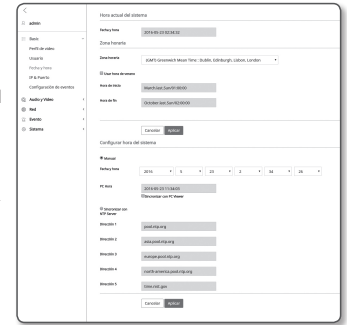 admin
Basic
Perfil de vídeo
Usuario
Fecha y hora
IP & Puerto
Configuración de eventos
Audio y Vídeo
Red
Evento
Sistema
Hora actual del sistema
Fecha y hora
2016-05-23 02:34:32
Zona horaria
Zona horaria
(GMT) Greenwich Mean Time : Dublin, Edinburgh, Lisbon, London
Usar hora de verano
Hora de inicio
March.last.Sun/01:00:00
Hora de fin
October.last.Sun/02:00:00
Cancelar Aplicar
Configurar hora del sistema
Manual
Fecha y hora
2016 5 23 2 34 26
PC Hora
2016-05-23 11:34:03
Sincronizar con PC Viewer
Sincronizar con NTP Server
Dirección 1
pool.ntp.org
Dirección 2
asia.pool.ntp.org
Dirección 3
europe.pool.ntp.org
Dirección 4
north-america.pool.ntp.org
Dirección 5
time.nist.gov
Cancelar Aplicar